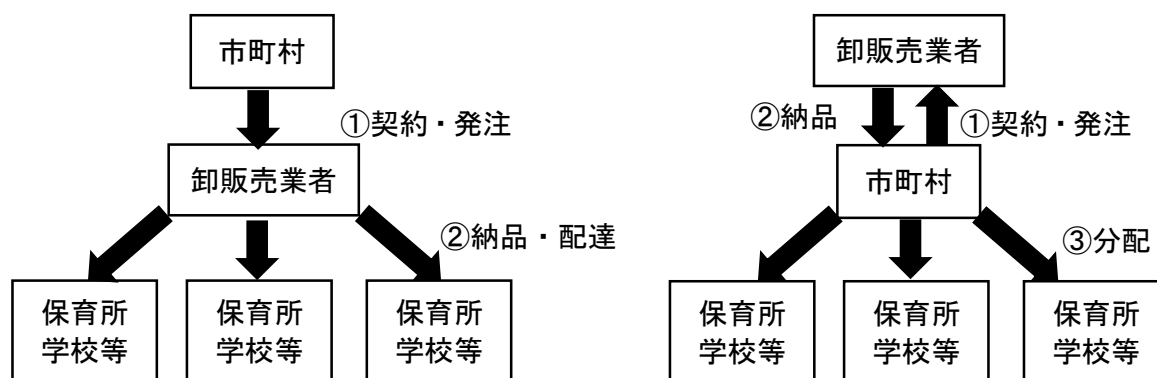 市町村
①契約・発注
卸販売業者
②納品・配達
保育所
学校等
保育所
学校等
保育所
学校等
卸販売業者
②納品
①契約・発注
市町村
③分配
保育所
学校等
保育所
学校等
保育所
学校等